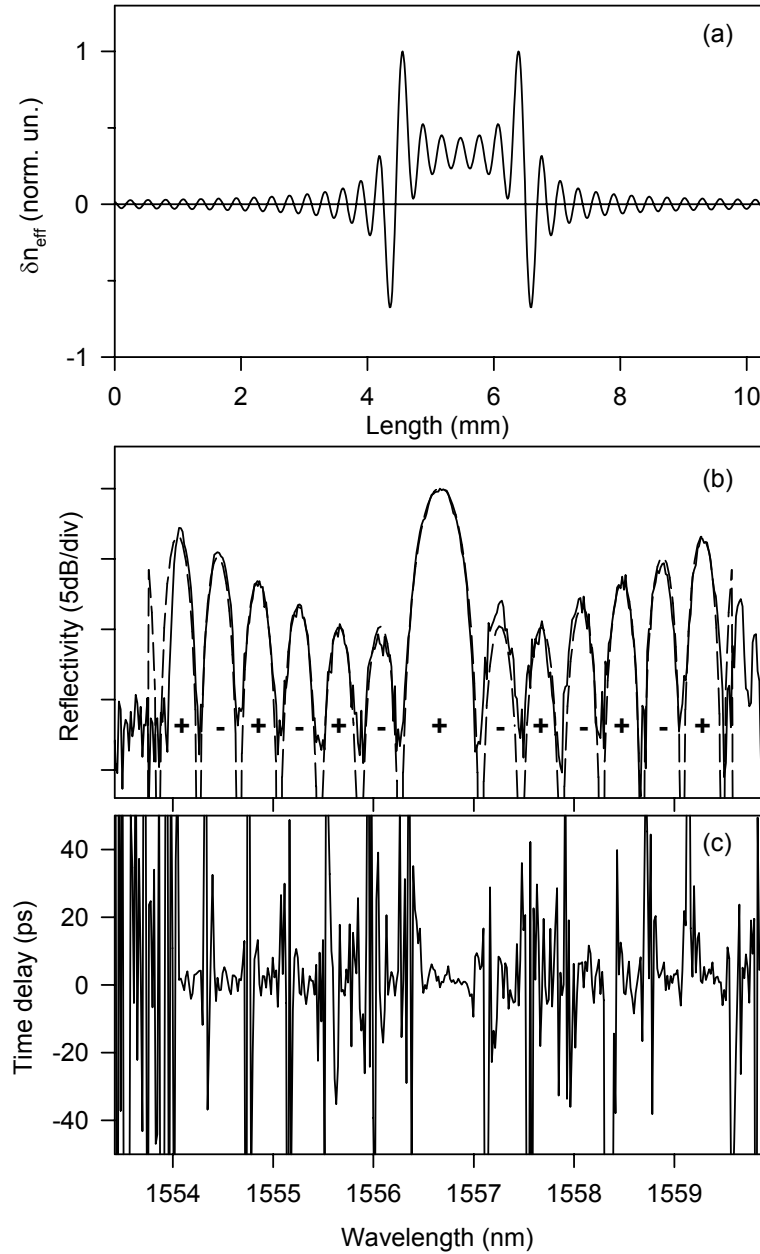 (a)
1
0
-1
δn_eff (norm. un.)
0 2 4 6 8 10
Length (mm)
(b)
Reflectivity (5dB/div)
+ - + - + - + - + - + - +
(c)
40
20
0
-20
-40
Time delay (ps)
1554 1555 1556 1557 1558 1559
Wavelength (nm)